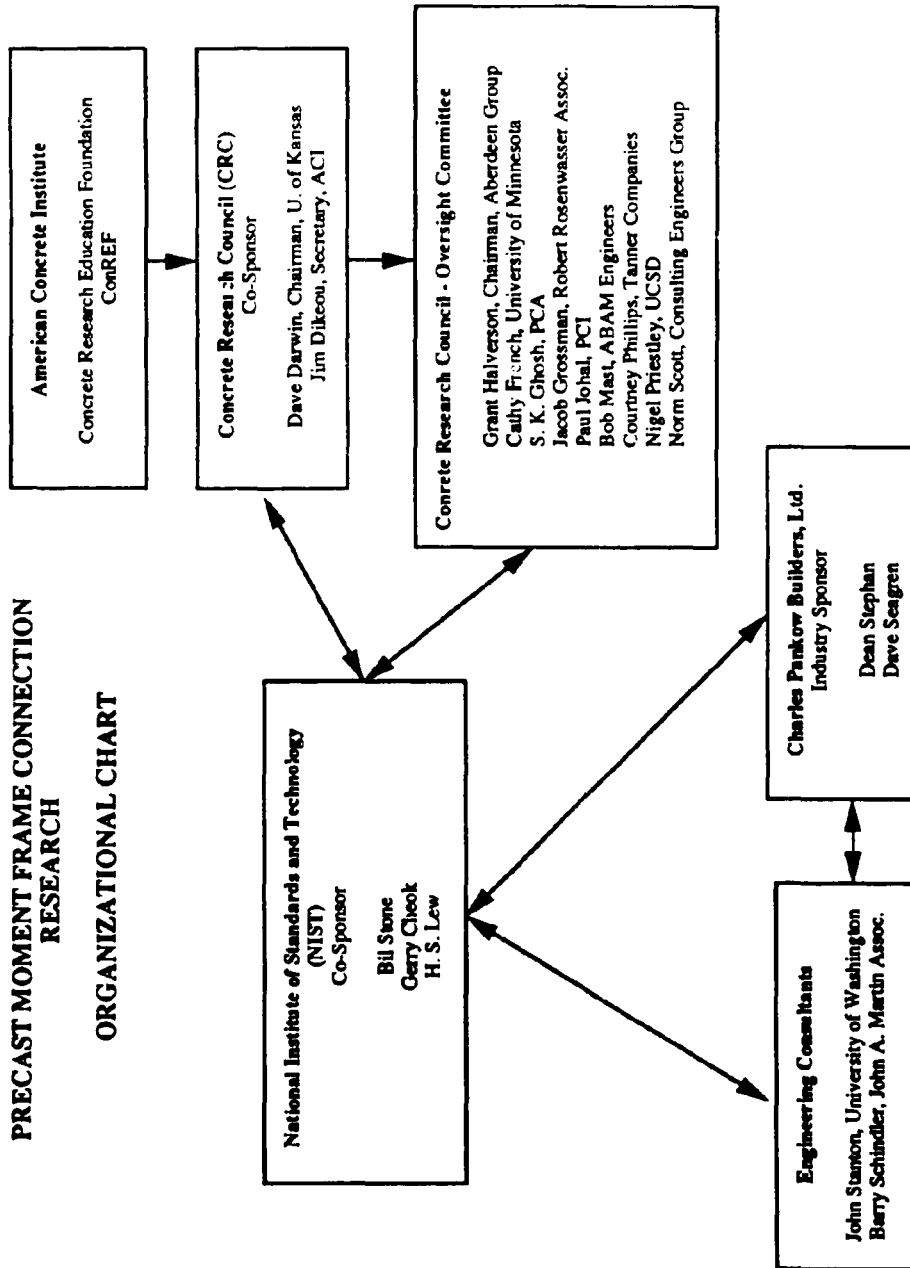 PRECAST MOMENT FRAME CONNECTION
RESEARCH
ORGANIZATIONAL CHART
American Concrete Institute
Concrete Research Education Foundation
ConREF
Concrete Research Council (CRC)
Co-Sponsor
Dave Darwin, Chairman, U. of Kansas
Jim Dikeou, Secretary, ACI
Conrete Research Council - Oversight Committee
Grant Halverson, Chairman, Aberdeen Group
Cathy French, University of Minnesota
S. K. Ghosh, PCA
Jacob Grossman, Robert Rosenwasser Assoc.
Paul Johal, PCI
Bob Mast, ABAM Engineers
Courtney Phillips, Tanner Companies
Nigel Priestley, UCSD
Norm Scott, Consulting Engineers Group
National Institute of Standards and Technology
(NIST)
Co-Sponsor
Bill Stone
Gerry Cheok
H. S. Lew
Charles Pankow Builders, Ltd.
Industry Sponsor
Dean Stephan
Dave Seagren
Engineering Consultants
John Stanton, University of Washington
Barry Schindler, John A. Martin Assoc.